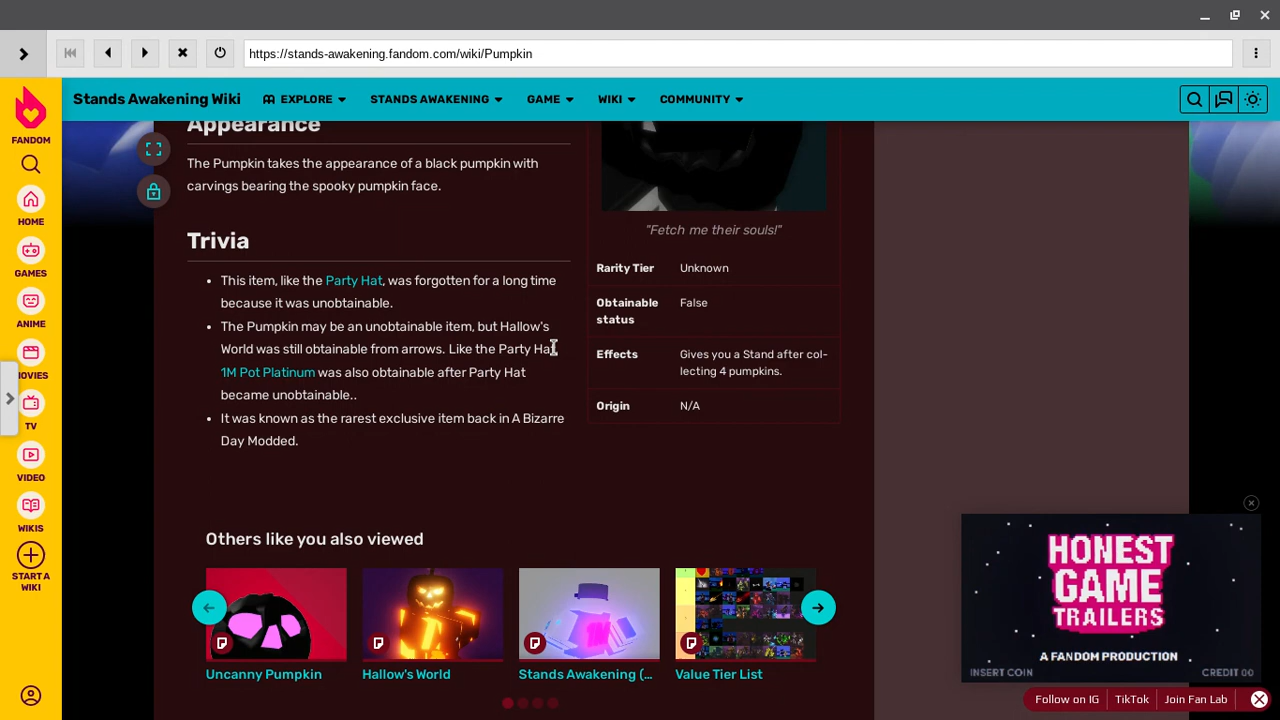 https://stands-awakening.fandom.com/wiki/Pumpkin
Stands Awakening Wiki
EXPLORE
STANDS AWAKENING
GAME
WIKI
COMMUNITY
FANDOM
HOME
GAMES
ANIME
MOVIES
TV
VIDEO
WIKIS
START A
WIKI
Appearance
The Pumpkin takes the appearance of a black pumpkin with
carvings bearing the spooky pumpkin face.
Trivia
This item, like the Party Hat, was forgotten for a long time
because it was unobtainable.
The Pumpkin may be an unobtainable item, but Hallow's
World was still obtainable from arrows. Like the Party Hat
1M Pot Platinum was also obtainable after Party Hat
became unobtainable..
It was known as the rarest exclusive item back in A Bizarre
Day Modded.
"Fetch me their souls!"
Rarity Tier Unknown
Obtainable False
status
Effects Gives you a Stand after col-
lecting 4 pumpkins.
Origin N/A
Others like you also viewed
Uncanny Pumpkin
Hallow's World
Stands Awakening (...
Value Tier List
HONEST
GAME
TRAILERS
A FANDOM PRODUCTION
INSERT COIN
CREDIT 00
Follow on IG
TikTok
Join Fan Lab